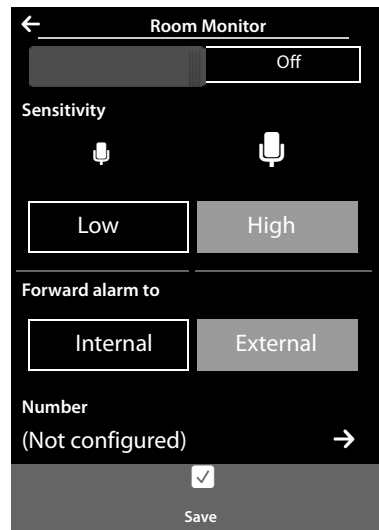 Room Monitor
Off
Sensitivity
Low High
Forward alarm to
Internal External
Number
(Not configured)
Save